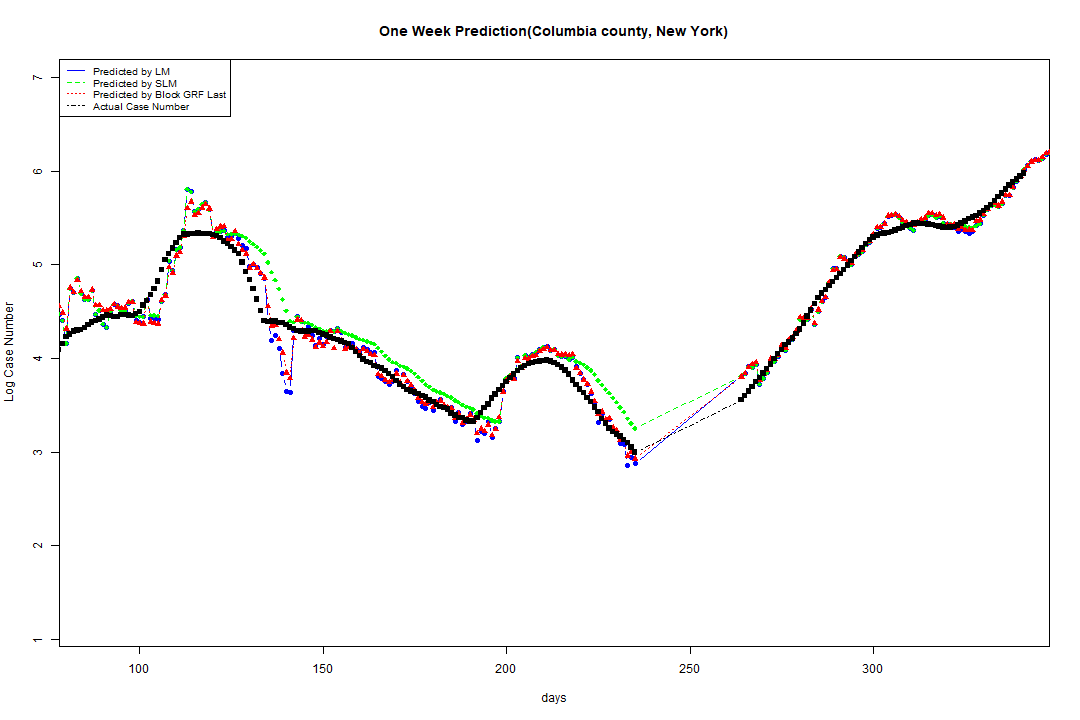 One Week Prediction(Columbia county, New York)
Predicted by LM
Predicted by SLM
Predicted by Block GRF Last
Actual Case Number
7
6
5
4
3
2
1
Log Case Number
100 150 200 250 300
days